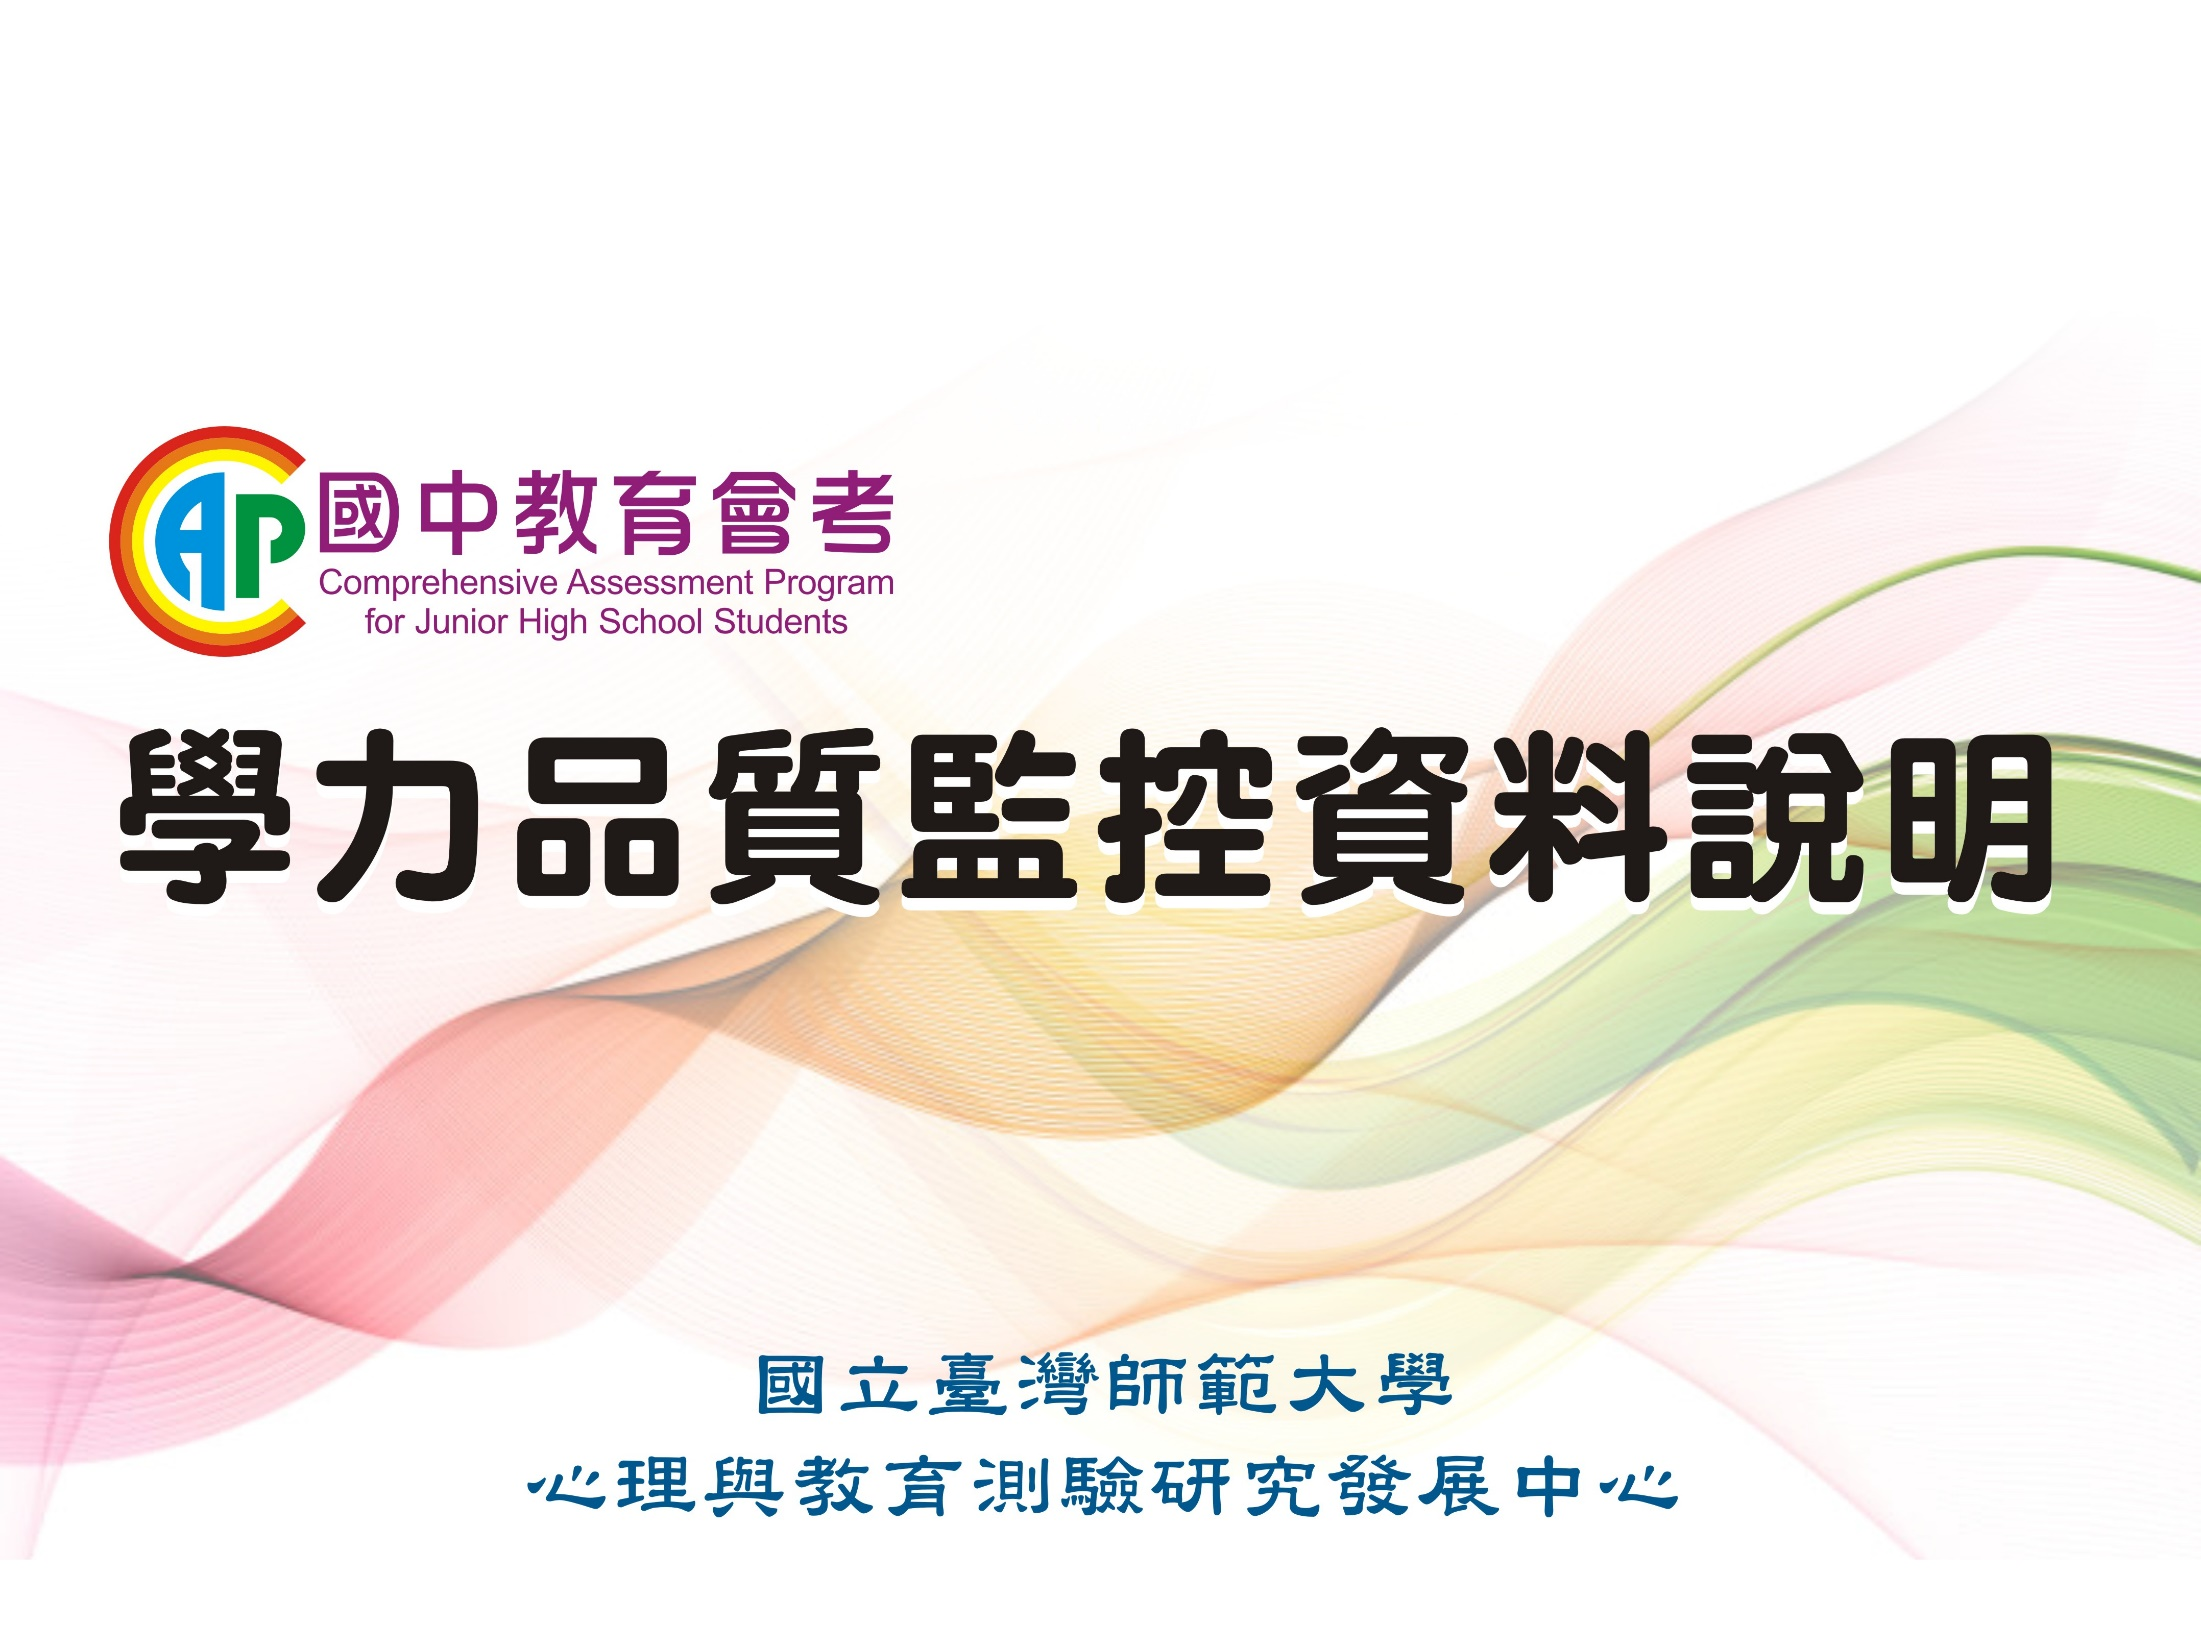 CAP
國中教育會考
Comprehensive Assessment Program
for Junior High School Students
學力品質監控資料說明
國立臺灣師範大學
心理與教育測驗研究發展中心